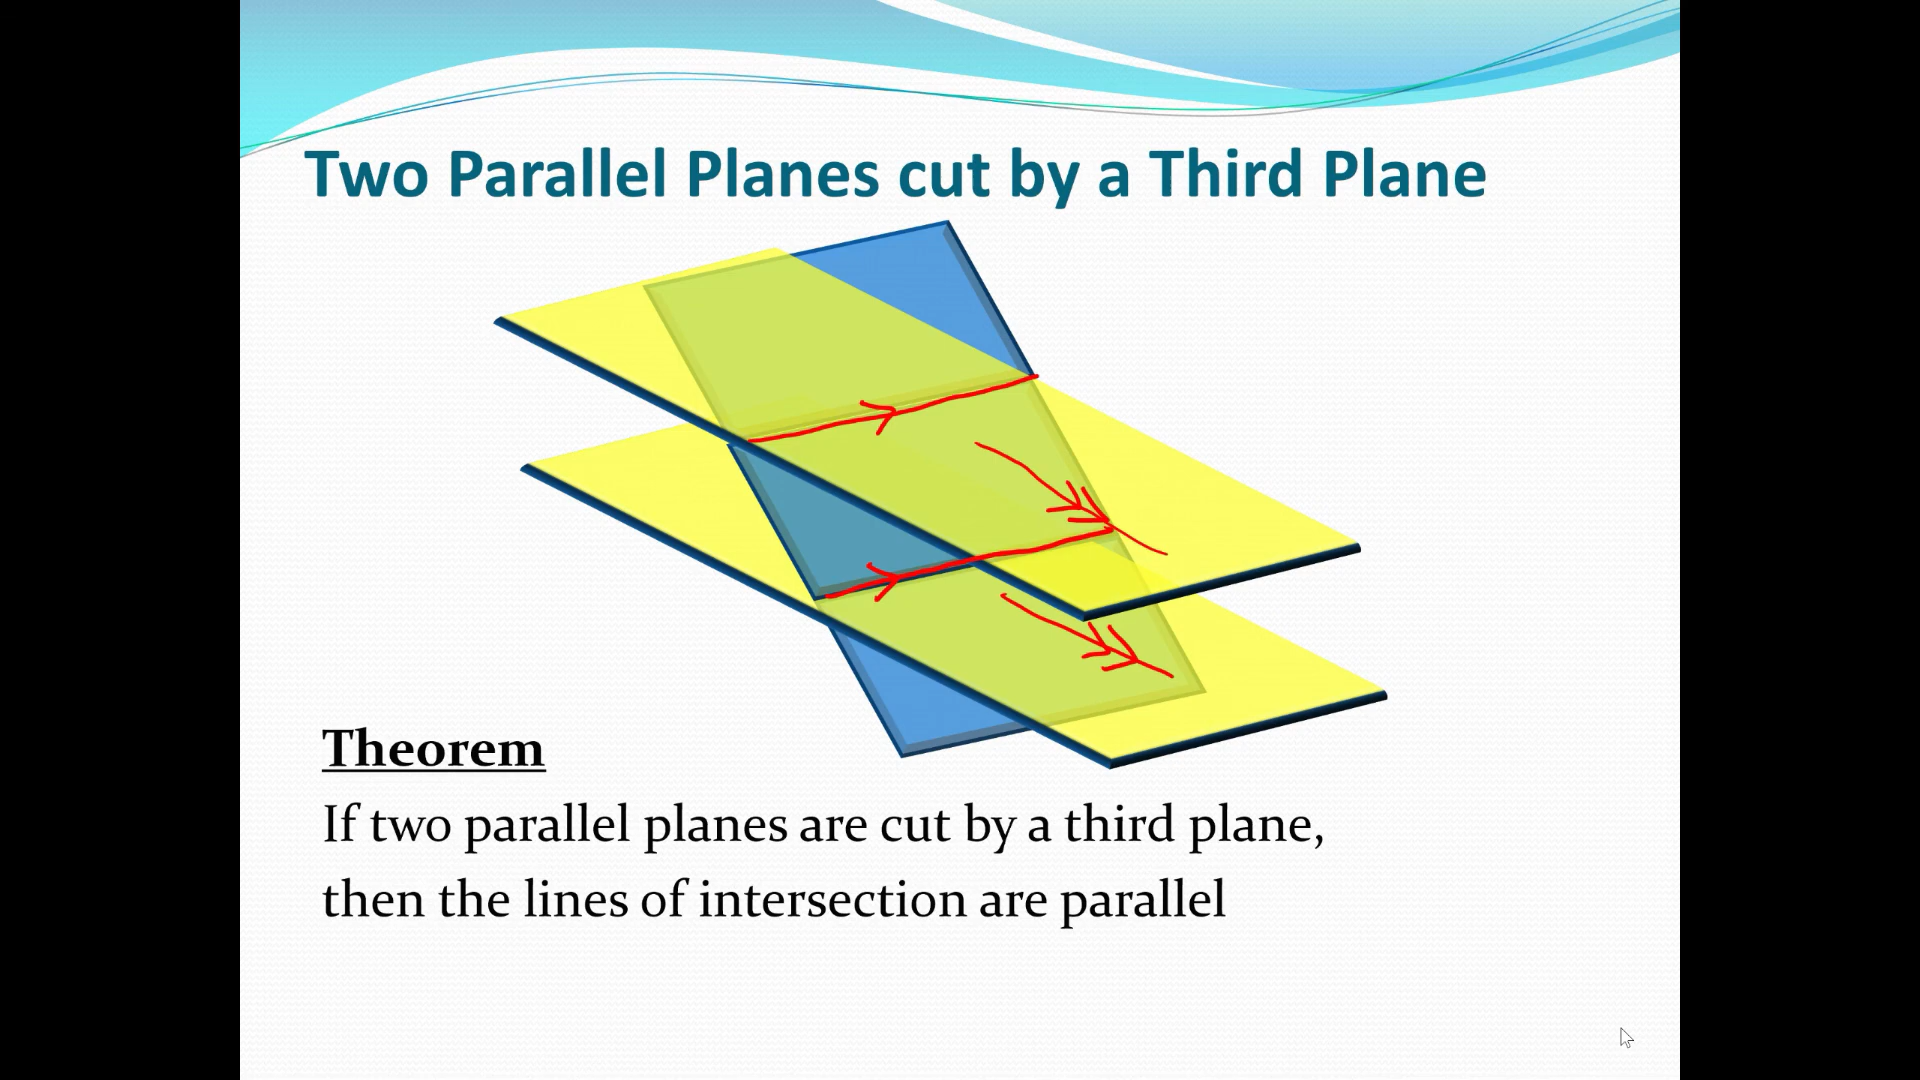 Two Parallel Planes cut by a Third Plane
Theorem
If two parallel planes are cut by a third plane,
then the lines of intersection are parallel